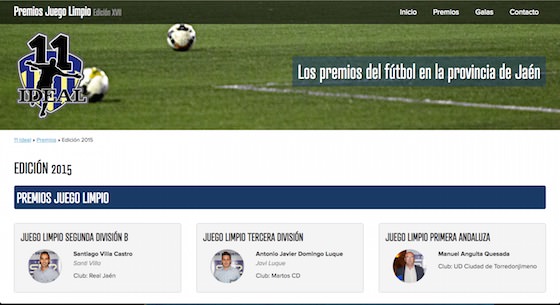 Premios Juego Limpio Edición XVII
Inicio Premios Galas Contacto
11
IDEAL
Los premios del fútbol en la provincia de Jaén
11 Ideal • Premios • Edición 2015
EDICIÓN 2015
PREMIOS JUEGO LIMPIO
JUEGO LIMPIO SEGUNDA DIVISIÓN B
Santiago Villa Castro
Santi Villa
Club: Real Jaén
JUEGO LIMPIO TERCERA DIVISIÓN
Antonio Javier Domingo Luque
Javi Luque
Club: Martos CD
JUEGO LIMPIO PRIMERA ANDALUZA
Manuel Anguita Quesada
Club: UD Ciudad de Torredonjimeno